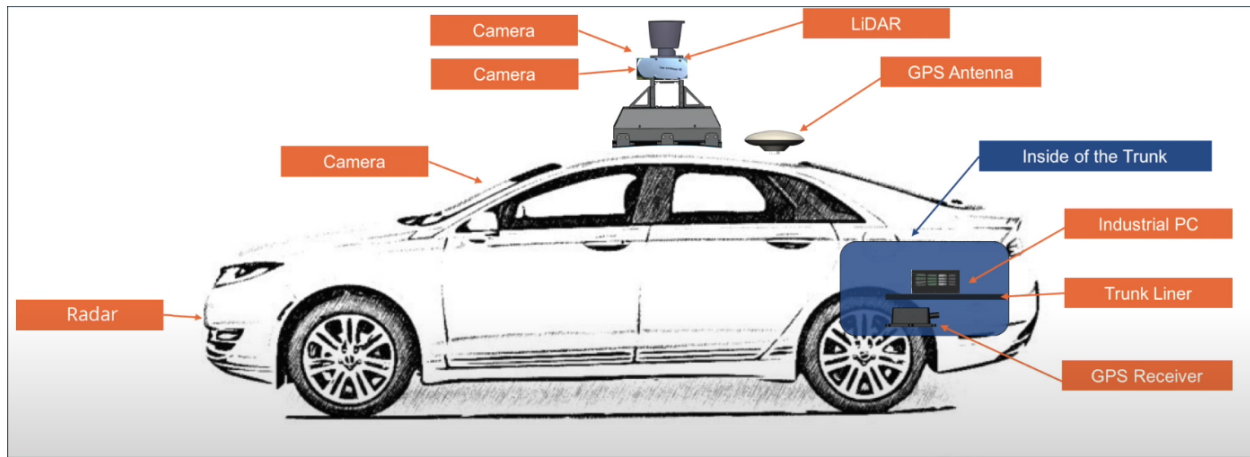 Camera
LiDAR
Camera
GPS Antenna
Camera
Inside of the Trunk
Industrial PC
Trunk Liner
Radar
GPS Receiver